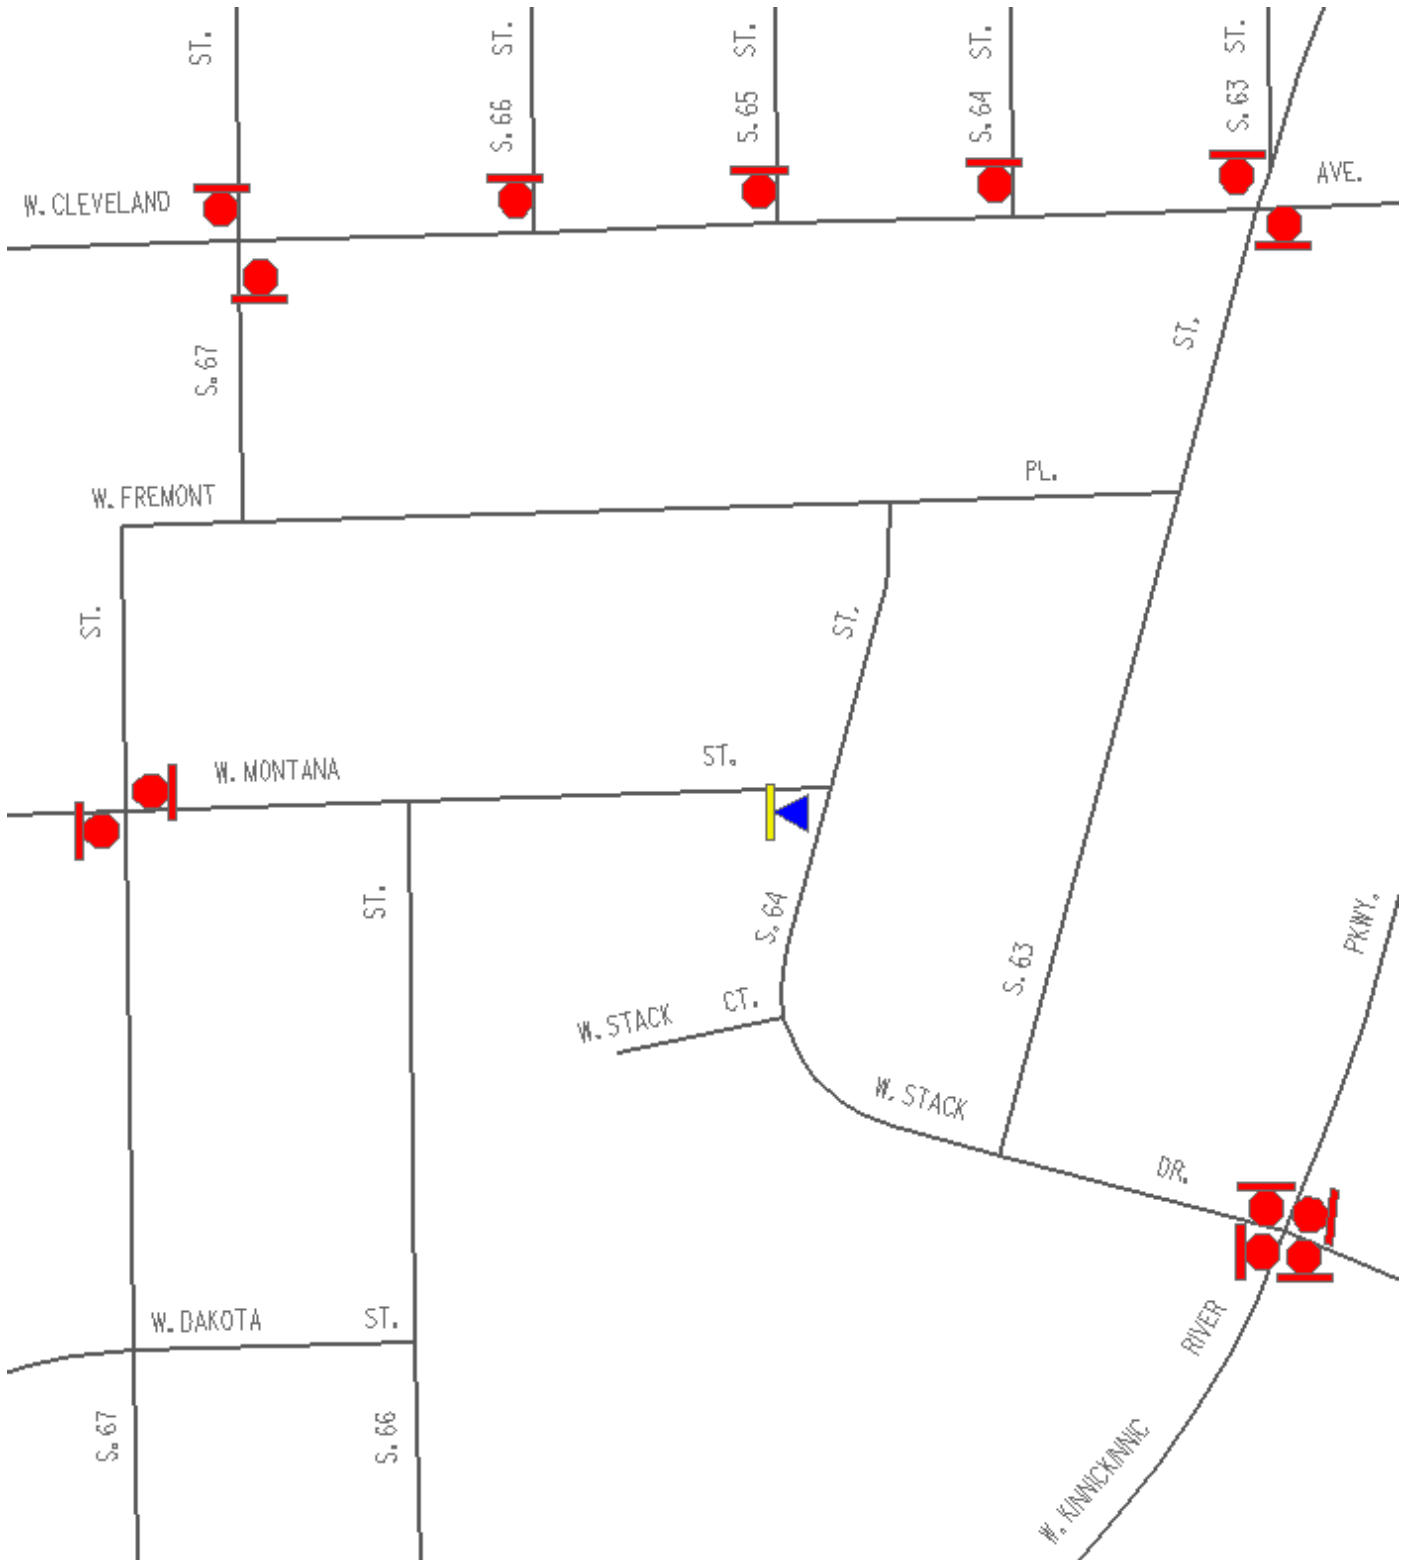 ST.
S. 66 ST.
S. 65 ST.
S. 64 ST.
S. 63 ST.
W. CLEVELAND AVE.
S. 67
ST.
W. FREMONT PL.
ST.
ST.
W. MONTANA ST.
ST.
S. 64
S. 63
PKWY.
W. STACK CT.
W. STACK DR.
W. DAKOTA ST.
RIVER
S. 67
S. 66
W. KINNICKINNIC